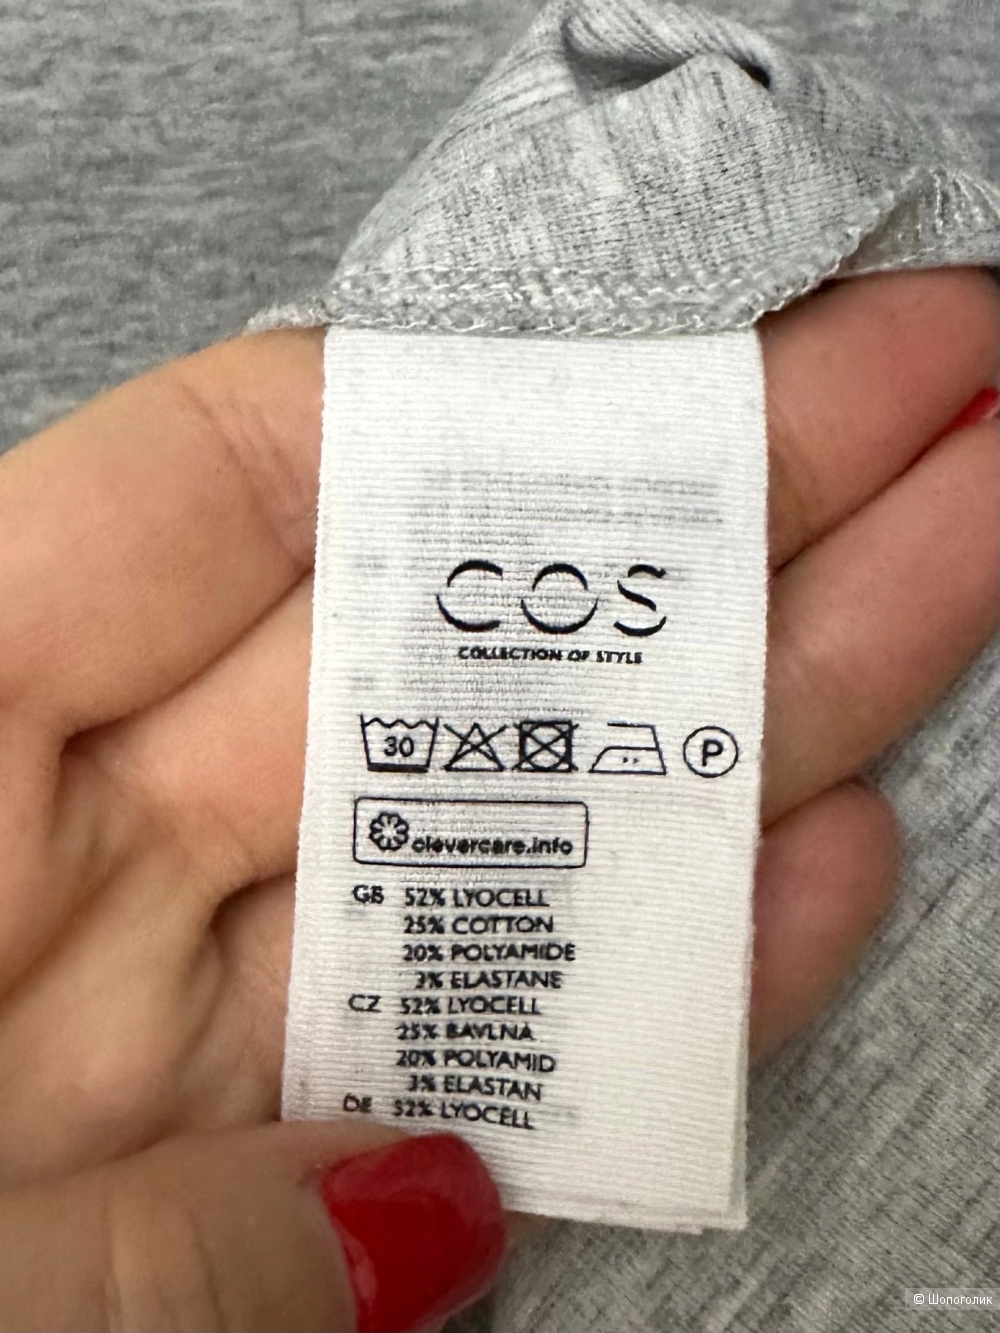 COS
COLLECTION OF STYLE
30 P
clevercare.info
GB 52% LYOCELL
25% COTTON
20% POLYAMIDE
3% ELASTANE
CZ 52% LYOCELL
25% BAVLNA
20% POLYAMID
3% ELASTAN
DE 52% LYOCELL
© Шопоголик